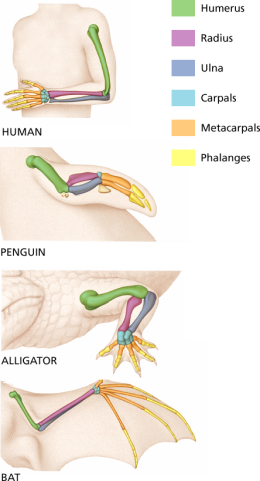 Humerus
Radius
Ulna
Carpals
Metacarpals
Phalanges
HUMAN
PENGUIN
ALLIGATOR
BAT